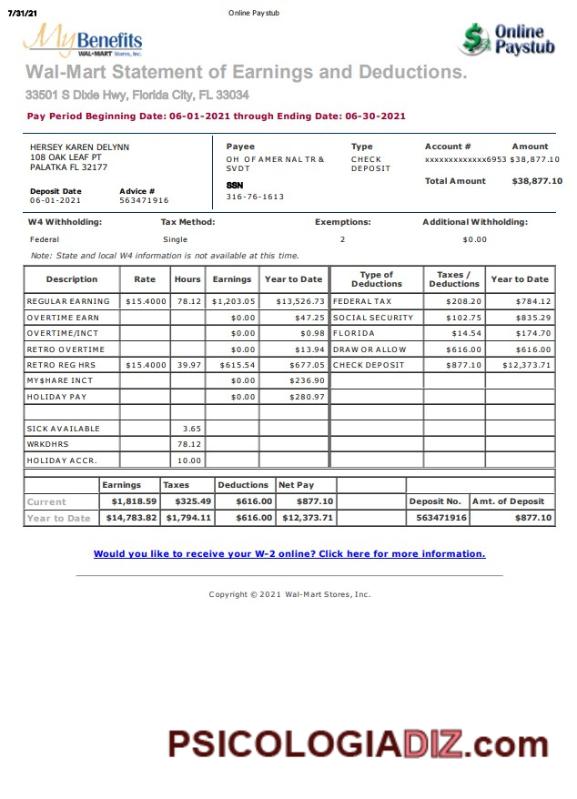 7/31/21 Online Paystub
MyBenefits
WAL★MART Stores, Inc.
Online
Paystub
Wal-Mart Statement of Earnings and Deductions.
33501 S Dixie Hwy, Florida City, FL 33034
Pay Period Beginning Date: 06-01-2021 through Ending Date: 06-30-2021
HERSEY KAREN DELYNN
108 OAK LEAF PT
PALATKA FL 32177
Deposit Date Advice #
06-01-2021 563471916
Payee Type Account # Amount
OH OF AMER NAL TR & CHECK xxxxxxxxxxxxx6953 $38,877.10
SVDT DEPOSIT
SSN Total Amount $38,877.10
316-76-1613
W4 Withholding: Tax Method: Exemptions: Additional Withholding:
Federal Single 2 $0.00
Note: State and local W4 information is not available at this time.
Description Rate Hours Earnings Year to Date Type of Deductions Taxes / Deductions Year to Date
REGULAR EARNING $15.4000 78.12 $1,203.05 $13,526.73 FEDERAL TAX $208.20 $784.12
OVERTIME EARN $0.00 $47.25 SOCIAL SECURITY $102.75 $835.29
OVERTIME/INCT $0.00 $0.98 FLORIDA $14.54 $174.70
RETRO OVERTIME $0.00 $13.94 DRAW OR ALLOW $616.00 $616.00
RETRO REG HRS $15.4000 39.97 $615.54 $677.05 CHECK DEPOSIT $877.10 $12,373.71
MY$HARE INCT $0.00 $236.90
HOLIDAY PAY $0.00 $280.97
SICK AVAILABLE 3.65
WRKDHRS 78.12
HOLIDAY ACCR. 10.00
Earnings Taxes Deductions Net Pay
Current $1,818.59 $325.49 $616.00 $877.10 Deposit No. Amt. of Deposit
Year to Date $14,783.82 $1,794.11 $616.00 $12,373.71 563471916 $877.10
Would you like to receive your W-2 online? Click here for more information.
Copyright © 2021 Wal-Mart Stores, Inc.
PSICOLOGIADIZ.com